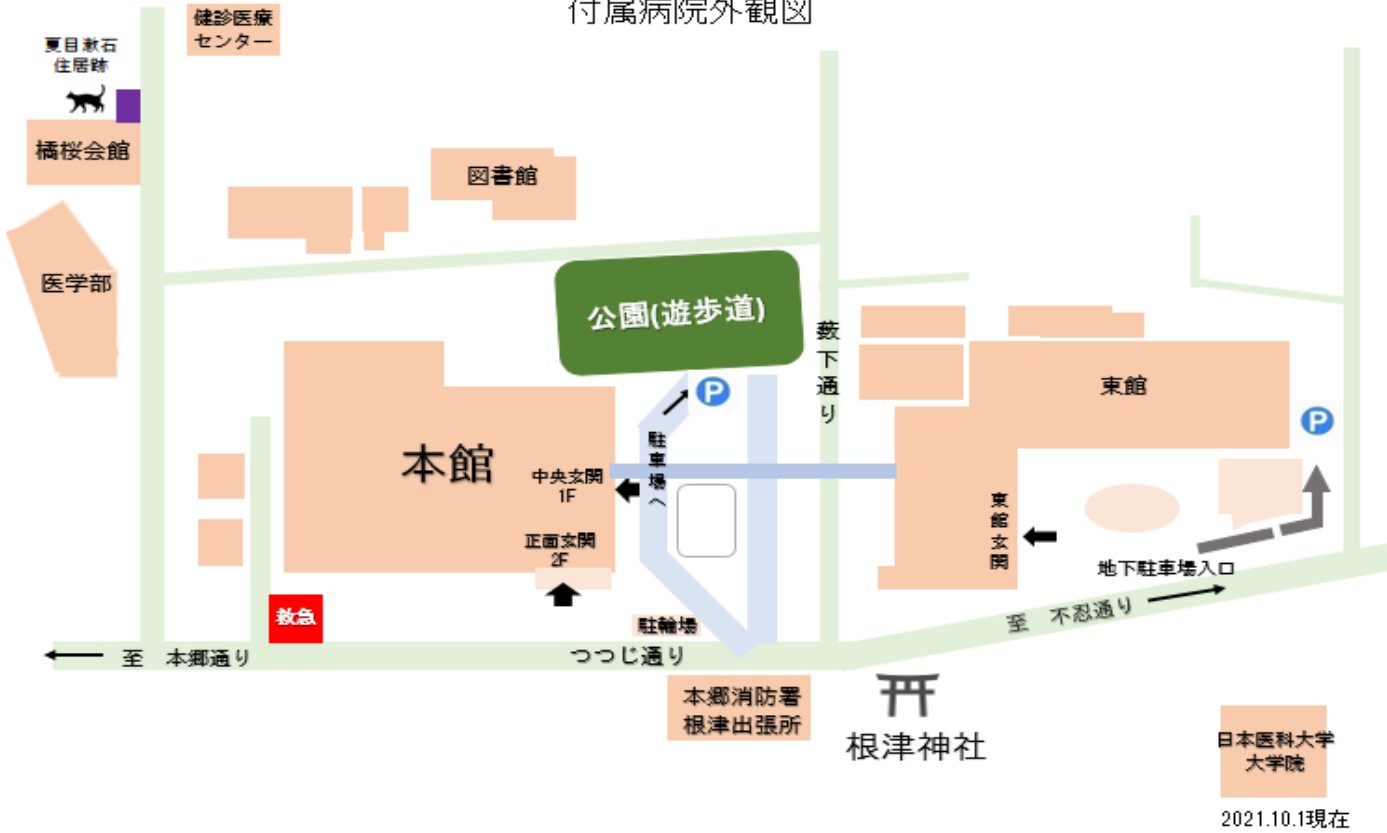 付属病院外観図
健診医療
センター
夏目漱石
住居跡
橘桜会館
図書館
医学部
公園(遊歩道)
薮下通り
P
東館
P
駐車場へ
本館
中央玄関
1F
東館玄関
正面玄関
2F
地下駐車場入口
救急
駐輪場
至 不忍通り
至 本郷通り
つつじ通り
本郷消防署
根津出張所
根津神社
日本医科大学
大学院
2021.10.1現在